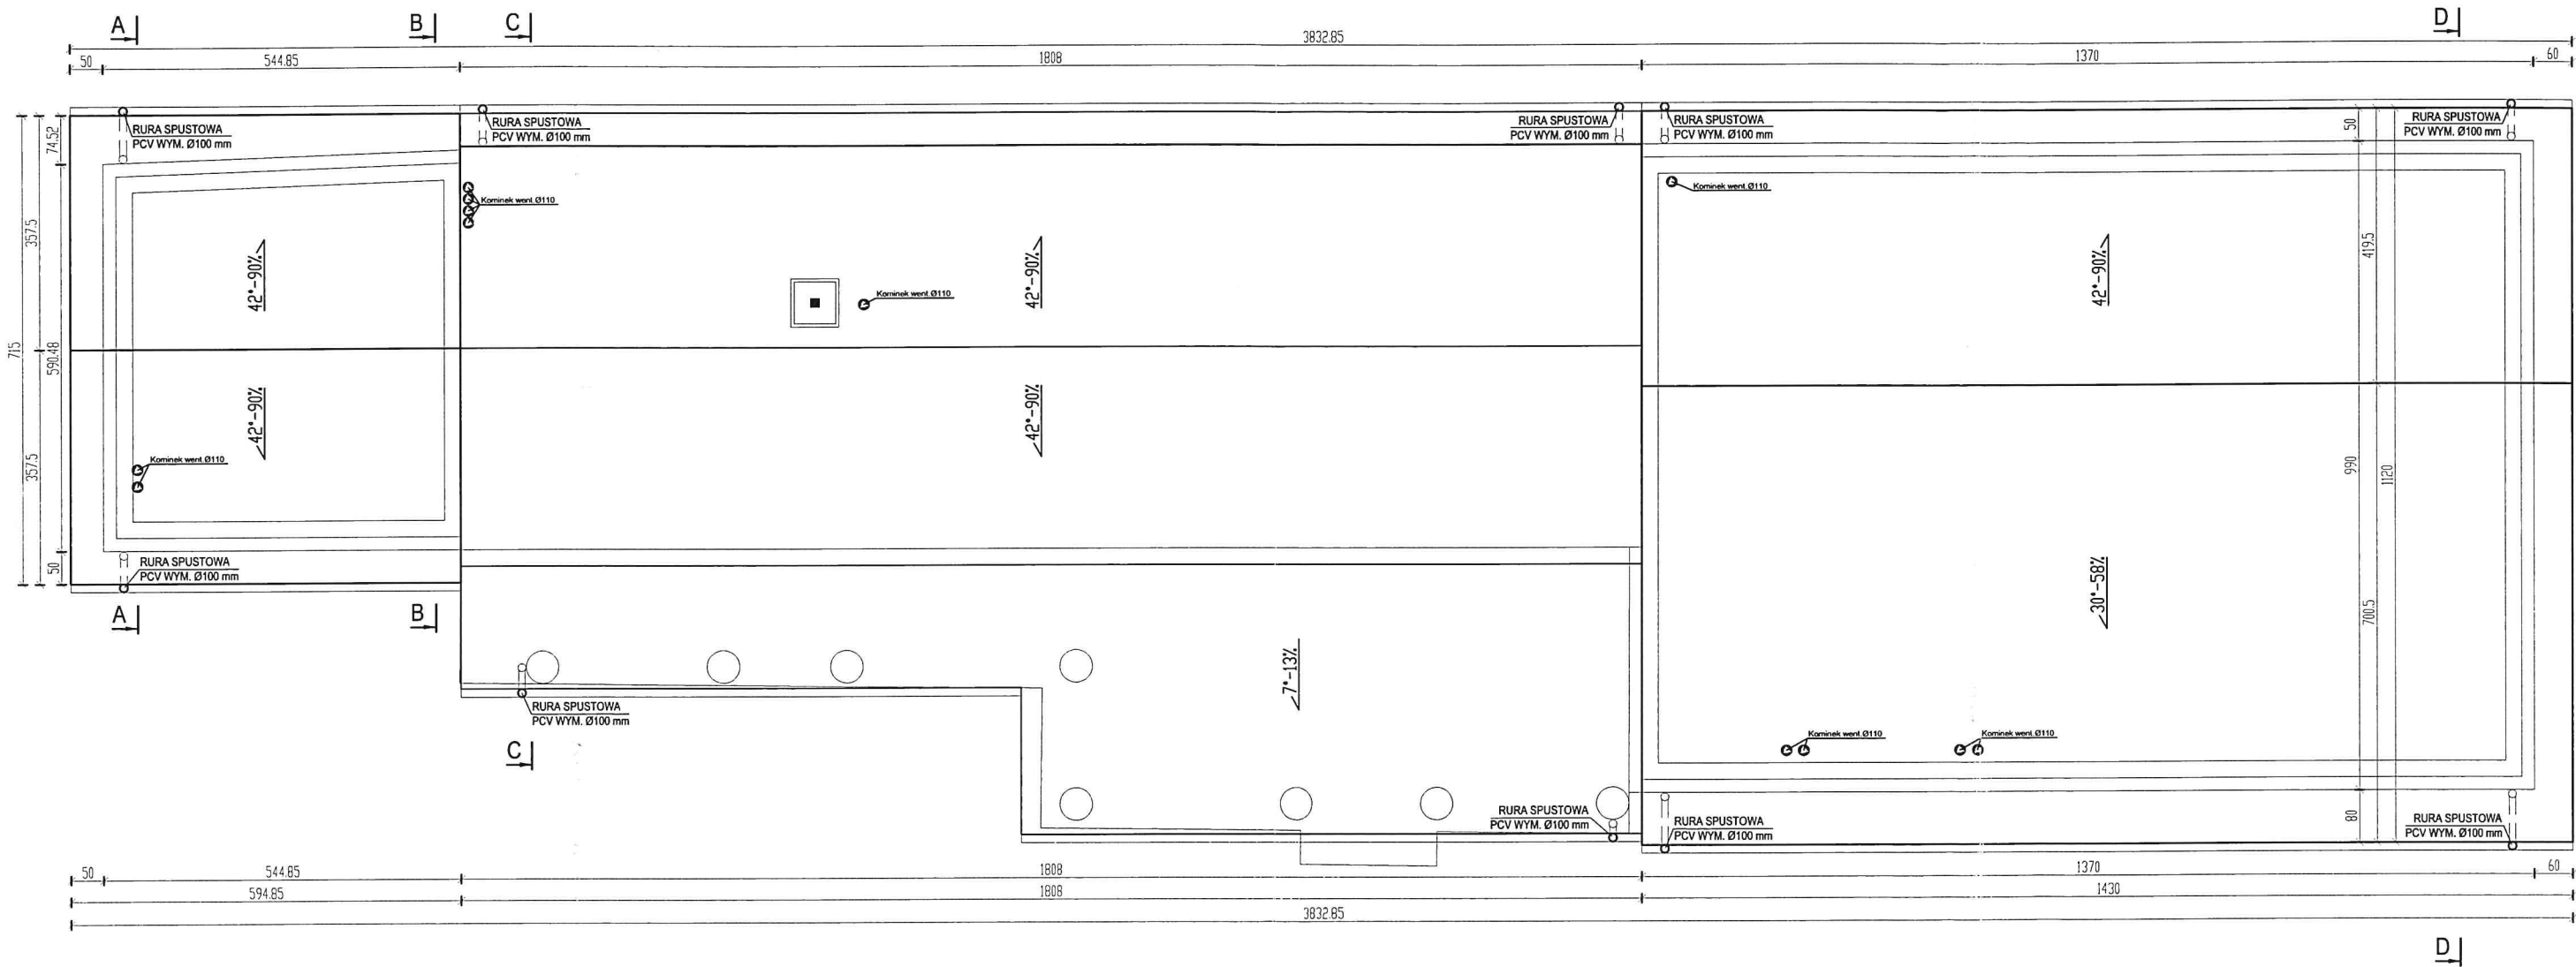 A
B
C
D
3832.85
50
544.85
1808
1370
60
RURA SPUSTOWA
PCV WYM. Ø100 mm
RURA SPUSTOWA
PCV WYM. Ø100 mm
RURA SPUSTOWA
PCV WYM. Ø100 mm
RURA SPUSTOWA
PCV WYM. Ø100 mm
RURA SPUSTOWA
PCV WYM. Ø100 mm
74.52
50
Kominek went.Ø110
Kominek went.Ø110
357.5
42°-90%
42°-90%
42°-90%
419.5
Kominek went.Ø110
715
590.48
42°-90%
42°-90%
357.5
Kominek went.Ø110
990
1120
50
RURA SPUSTOWA
PCV WYM. Ø100 mm
30°-58%
700.5
A
B
7°-13%
RURA SPUSTOWA
PCV WYM. Ø100 mm
C
Kominek went.Ø110
Kominek went.Ø110
RURA SPUSTOWA
PCV WYM. Ø100 mm
RURA SPUSTOWA
PCV WYM. Ø100 mm
80
RURA SPUSTOWA
PCV WYM. Ø100 mm
50
544.85
1808
1370
60
594.85
1808
1430
3832.85
D